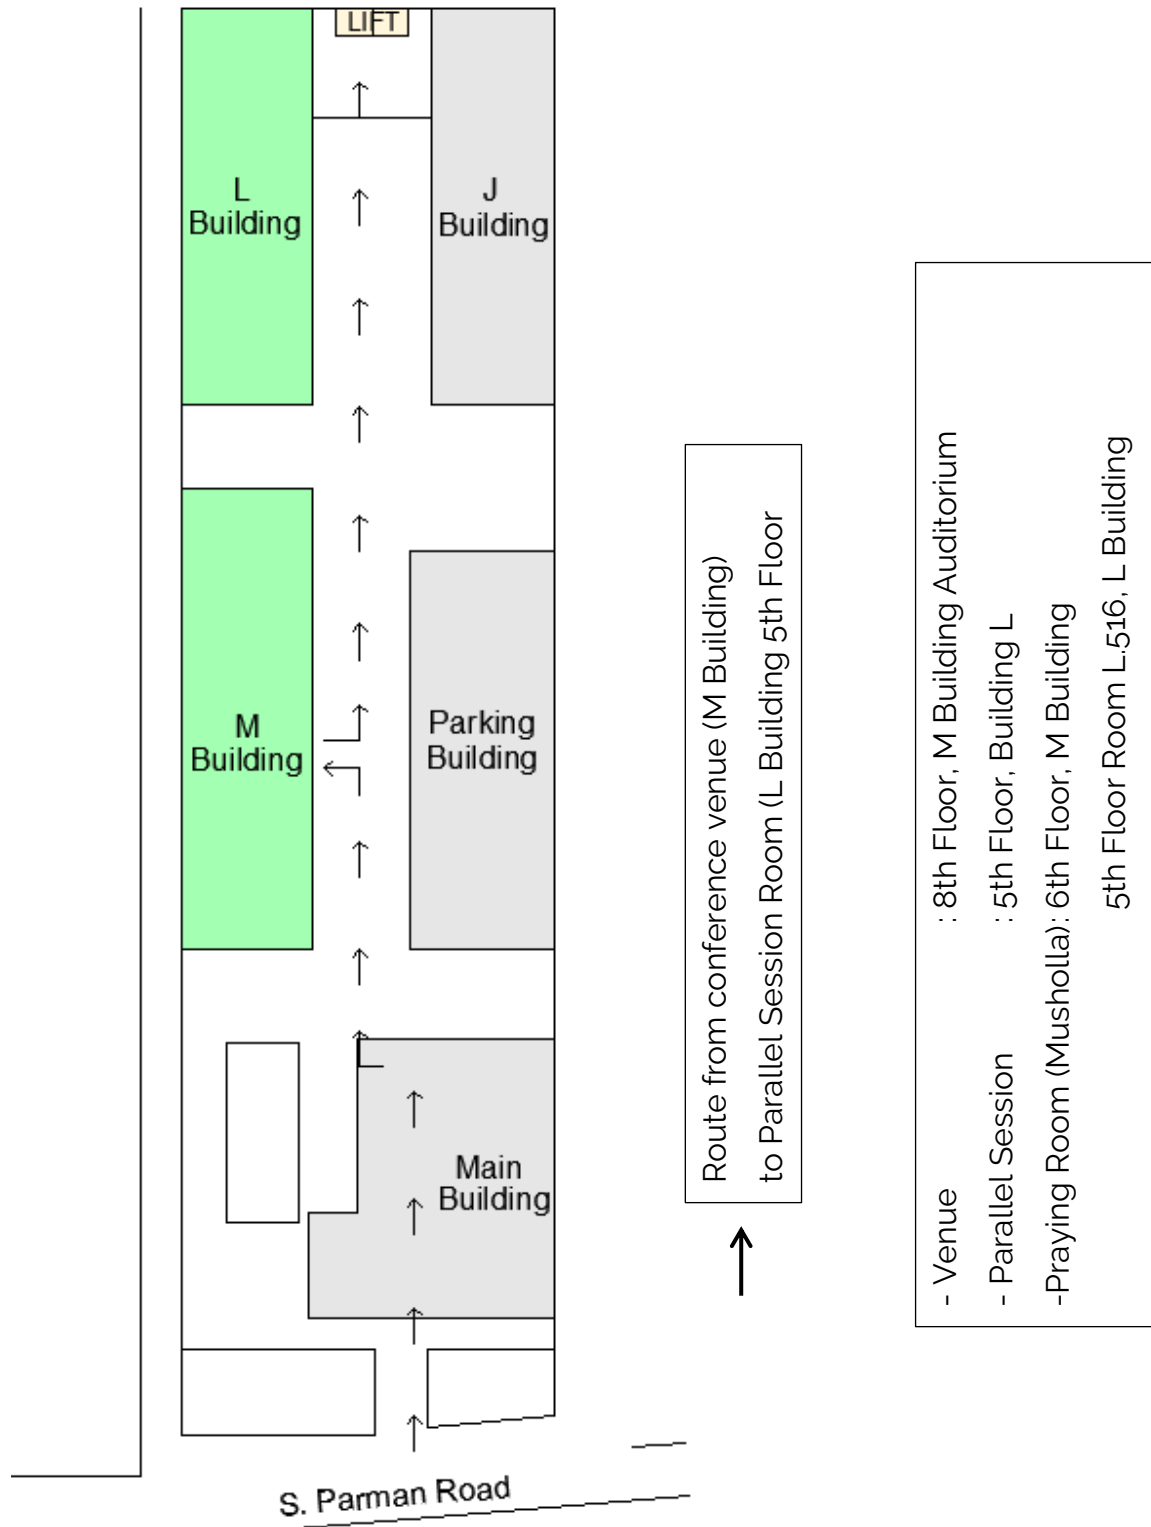 LIFT
L
Building
J
Building
M
Building
Parking
Building
Main
Building
S. Parman Road
Route from conference venue (M Building)
to Parallel Session Room (L Building 5th Floor
- Venue : 8th Floor, M Building Auditorium
- Parallel Session : 5th Floor, Building L
-Praying Room (Musholla): 6th Floor, M Building
5th Floor Room L.516, L Building